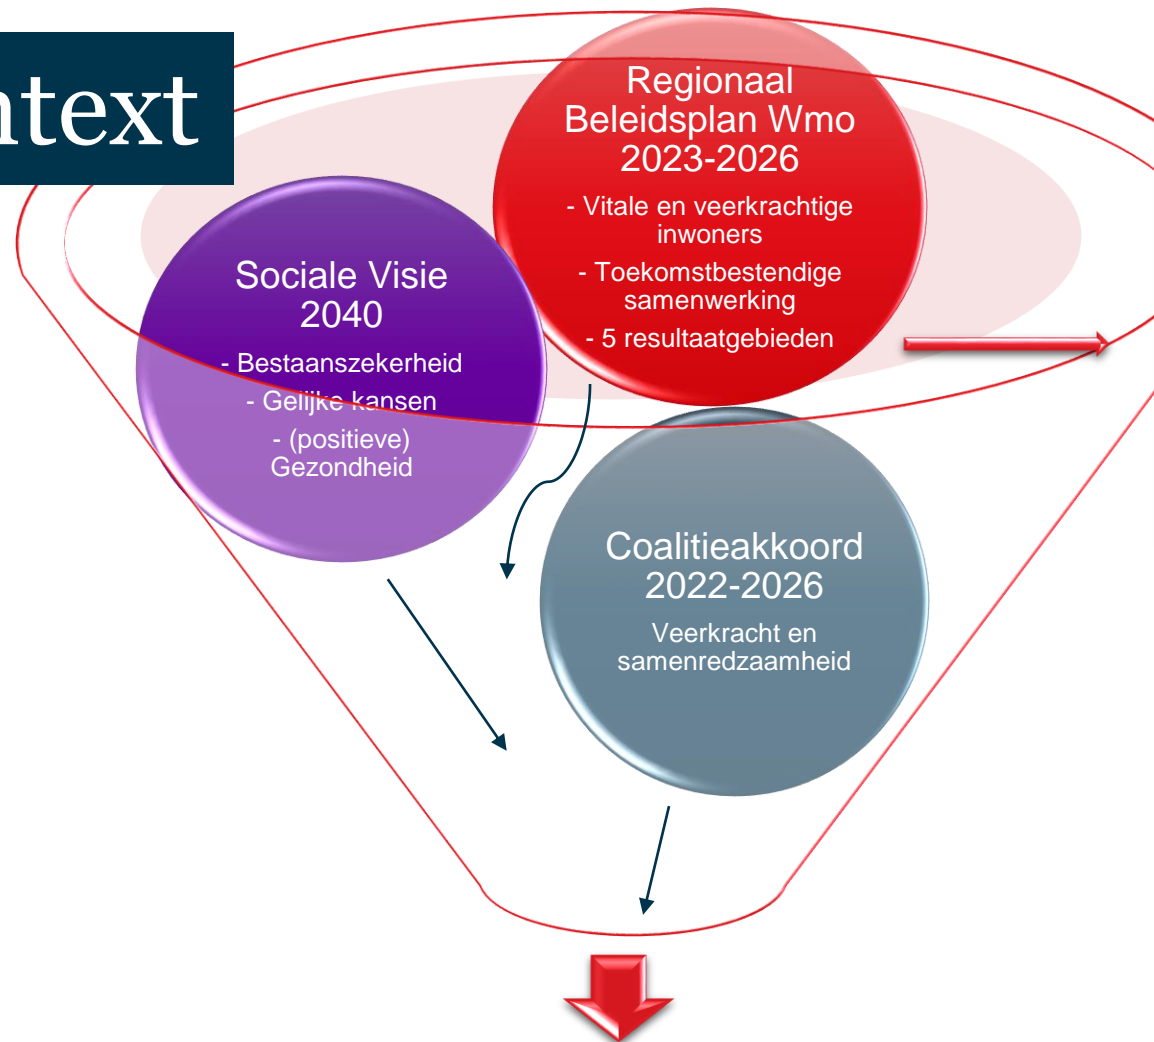 ntext
Regionaal
Beleidsplan Wmo
2023-2026
- Vitale en veerkrachtige
inwoners
- Toekomstbestendige
samenwerking
- 5 resultaatgebieden
Sociale Visie
2040
- Bestaanszekerheid
- Gelijke kansen
- (positieve)
Gezondheid
Coalitieakkoord
2022-2026
Veerkracht en
samenredzaamheid